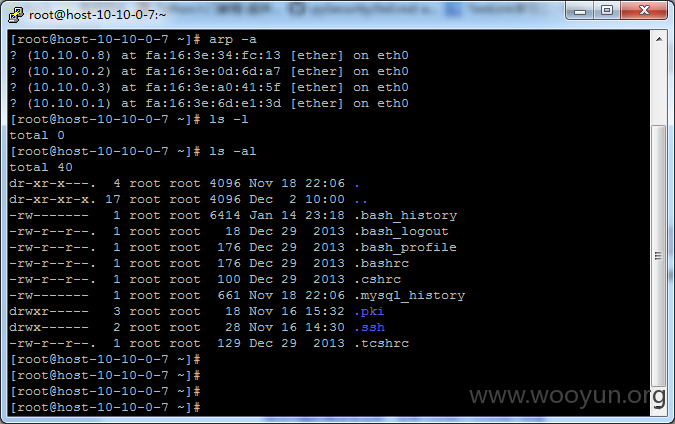 root@host-10-10-0-7:~
[root@host-10-10-0-7 ~]# arp -a
? (10.10.0.8) at fa:16:3e:34:fc:13 [ether] on eth0
? (10.10.0.2) at fa:16:3e:0d:6d:a7 [ether] on eth0
? (10.10.0.3) at fa:16:3e:a0:41:5f [ether] on eth0
? (10.10.0.1) at fa:16:3e:6d:e1:3d [ether] on eth0
[root@host-10-10-0-7 ~]# ls -l
total 0
[root@host-10-10-0-7 ~]# ls -al
total 40
dr-xr-x---.  4 root root 4096 Nov 18 22:06 .
dr-xr-xr-x. 17 root root 4096 Dec  2 10:00 ..
-rw-------   1 root root 6414 Jan 14 23:18 .bash_history
-rw-r--r--.  1 root root   18 Dec 29  2013 .bash_logout
-rw-r--r--.  1 root root  176 Dec 29  2013 .bash_profile
-rw-r--r--.  1 root root  176 Dec 29  2013 .bashrc
-rw-r--r--.  1 root root  100 Dec 29  2013 .cshrc
-rw-------   1 root root  661 Nov 18 22:06 .mysql_history
drwxr-----   3 root root   18 Nov 16 15:32 .pki
drwx------   2 root root   28 Nov 16 14:30 .ssh
-rw-r--r--.  1 root root  129 Dec 29  2013 .tcshrc
[root@host-10-10-0-7 ~]#
[root@host-10-10-0-7 ~]#
[root@host-10-10-0-7 ~]#
[root@host-10-10-0-7 ~]#
www.wooyun.org